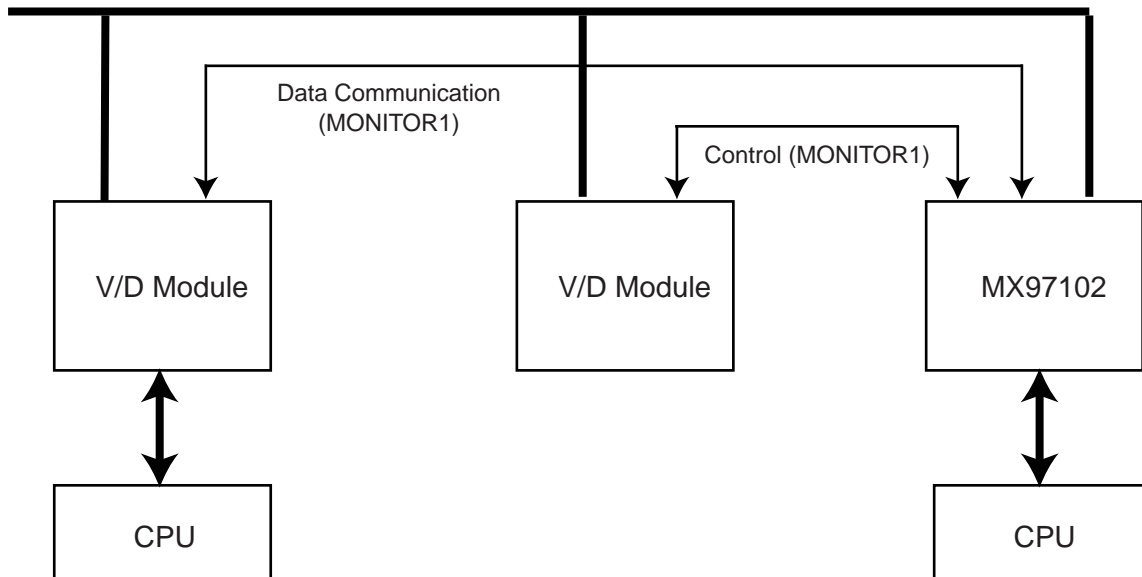 Data Communication
(MONITOR1)
Control (MONITOR1)
V/D Module
V/D Module
MX97102
CPU
CPU